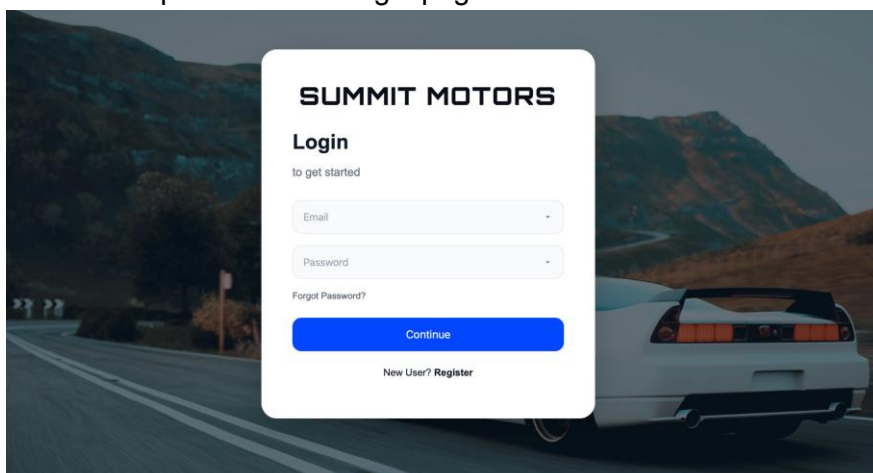 SUMMIT MOTORS
Login
to get started
Email
Password
Forgot Password?
Continue
New User? Register